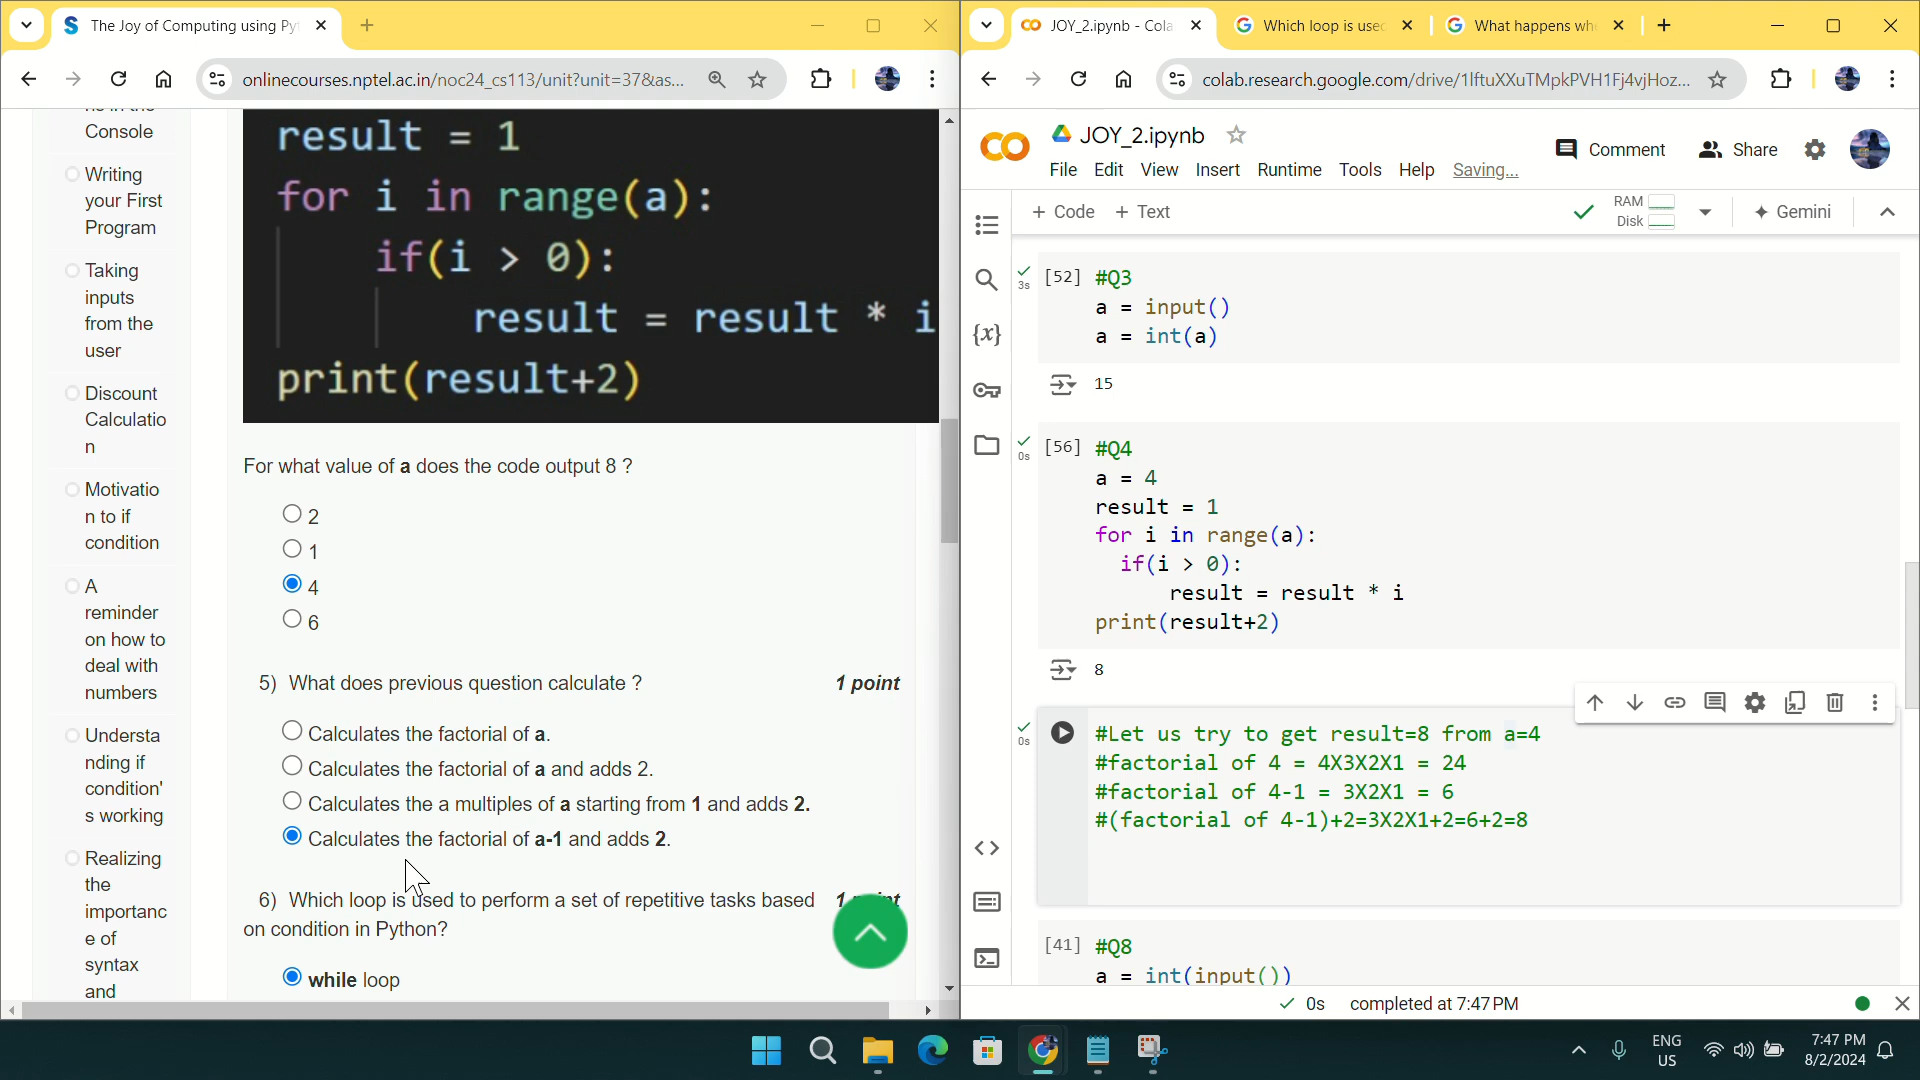 The Joy of Computing using Py
onlinecourses.nptel.ac.in/noc24_cs113/unit?unit=37&as...
Console
Writing
your First
Program
Taking
inputs
from the
user
Discount
Calculatio
n
Motivatio
n to if
condition
A
reminder
on how to
deal with
numbers
Understa
nding if
condition'
s working
Realizing
the
importanc
e of
syntax
and
result = 1
for i in range(a):
if(i > 0):
result = result * i
print(result+2)
For what value of a does the code output 8 ?
2
1
4
6
5) What does previous question calculate ? 1 point
Calculates the factorial of a.
Calculates the factorial of a and adds 2.
Calculates the a multiples of a starting from 1 and adds 2.
Calculates the factorial of a-1 and adds 2.
6) Which loop is used to perform a set of repetitive tasks based
on condition in Python?
while loop
JOY_2.ipynb - Cola
Which loop is used
What happens wh
colab.research.google.com/drive/1lftuXXuTMpkPVH1Fj4vjHoz...
JOY_2.ipynb
Comment
Share
File Edit View Insert Runtime Tools Help Saving...
+ Code + Text
RAM
Disk
Gemini
3s
[52] #Q3
a = input()
a = int(a)
15
0s
[56] #Q4
a = 4
result = 1
for i in range(a):
if(i > 0):
result = result * i
print(result+2)
8
0s
#Let us try to get result=8 from a=4
#factorial of 4 = 4X3X2X1 = 24
#factorial of 4-1 = 3X2X1 = 6
#(factorial of 4-1)+2=3X2X1+2=6+2=8
[41] #Q8
a = int(input())
0s completed at 7:47 PM
ENG
US
7:47 PM
8/2/2024